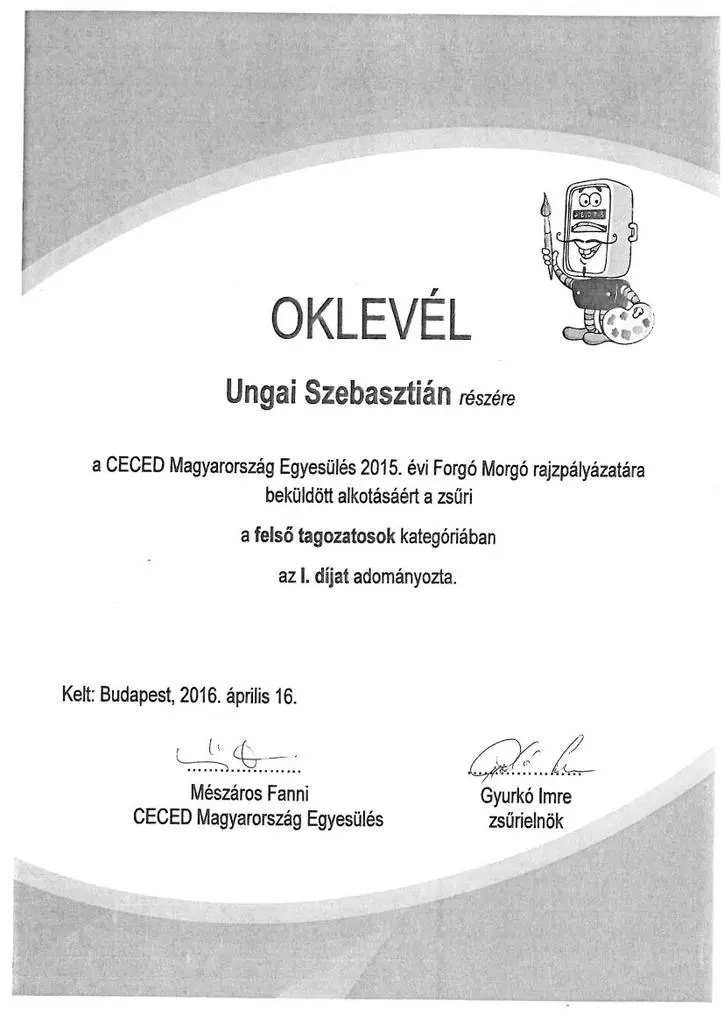 OKLEVÉL
Ungai Szebasztián részére
a CECED Magyarország Egyesülés 2015. évi Forgó Morgó rajzpályázatára
beküldött alkotásáért a zsűri
a felső tagozatosok kategóriában
az I. díjat adományozta.
Kelt: Budapest, 2016. április 16.
Mészáros Fanni
CECED Magyarország Egyesülés
Gyurkó Imre
zsűrielnök